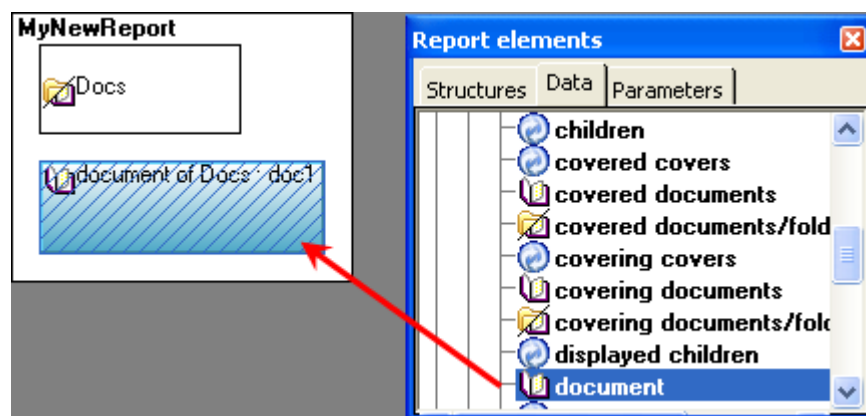 MyNewReport
Docs
document of Docs : doc1
Report elements
Structures Data Parameters
children
covered covers
covered documents
covered documents/fold
covering covers
covering documents
covering documents/fold
displayed children
document